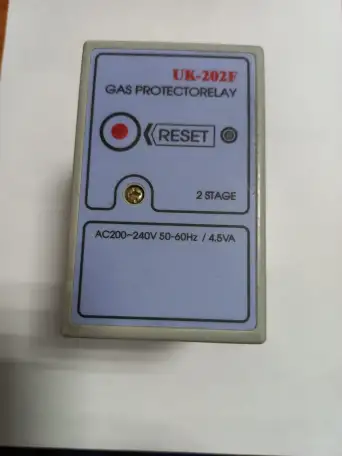 UK-202F
GAS PROTECTORELAY
RESET
2 STAGE
AC200~240V 50-60Hz / 4.5VA